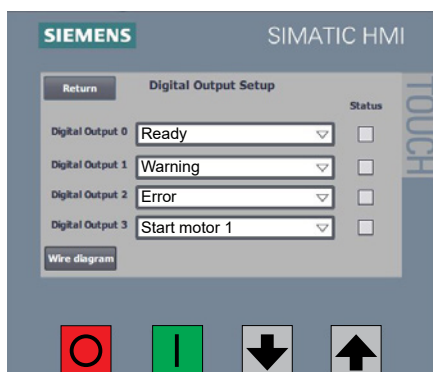 SIEMENS SIMATIC HMI
TOUCH
Return Digital Output Setup
Status
Digital Output 0 Ready
Digital Output 1 Warning
Digital Output 2 Error
Digital Output 3 Start motor 1
Wire diagram